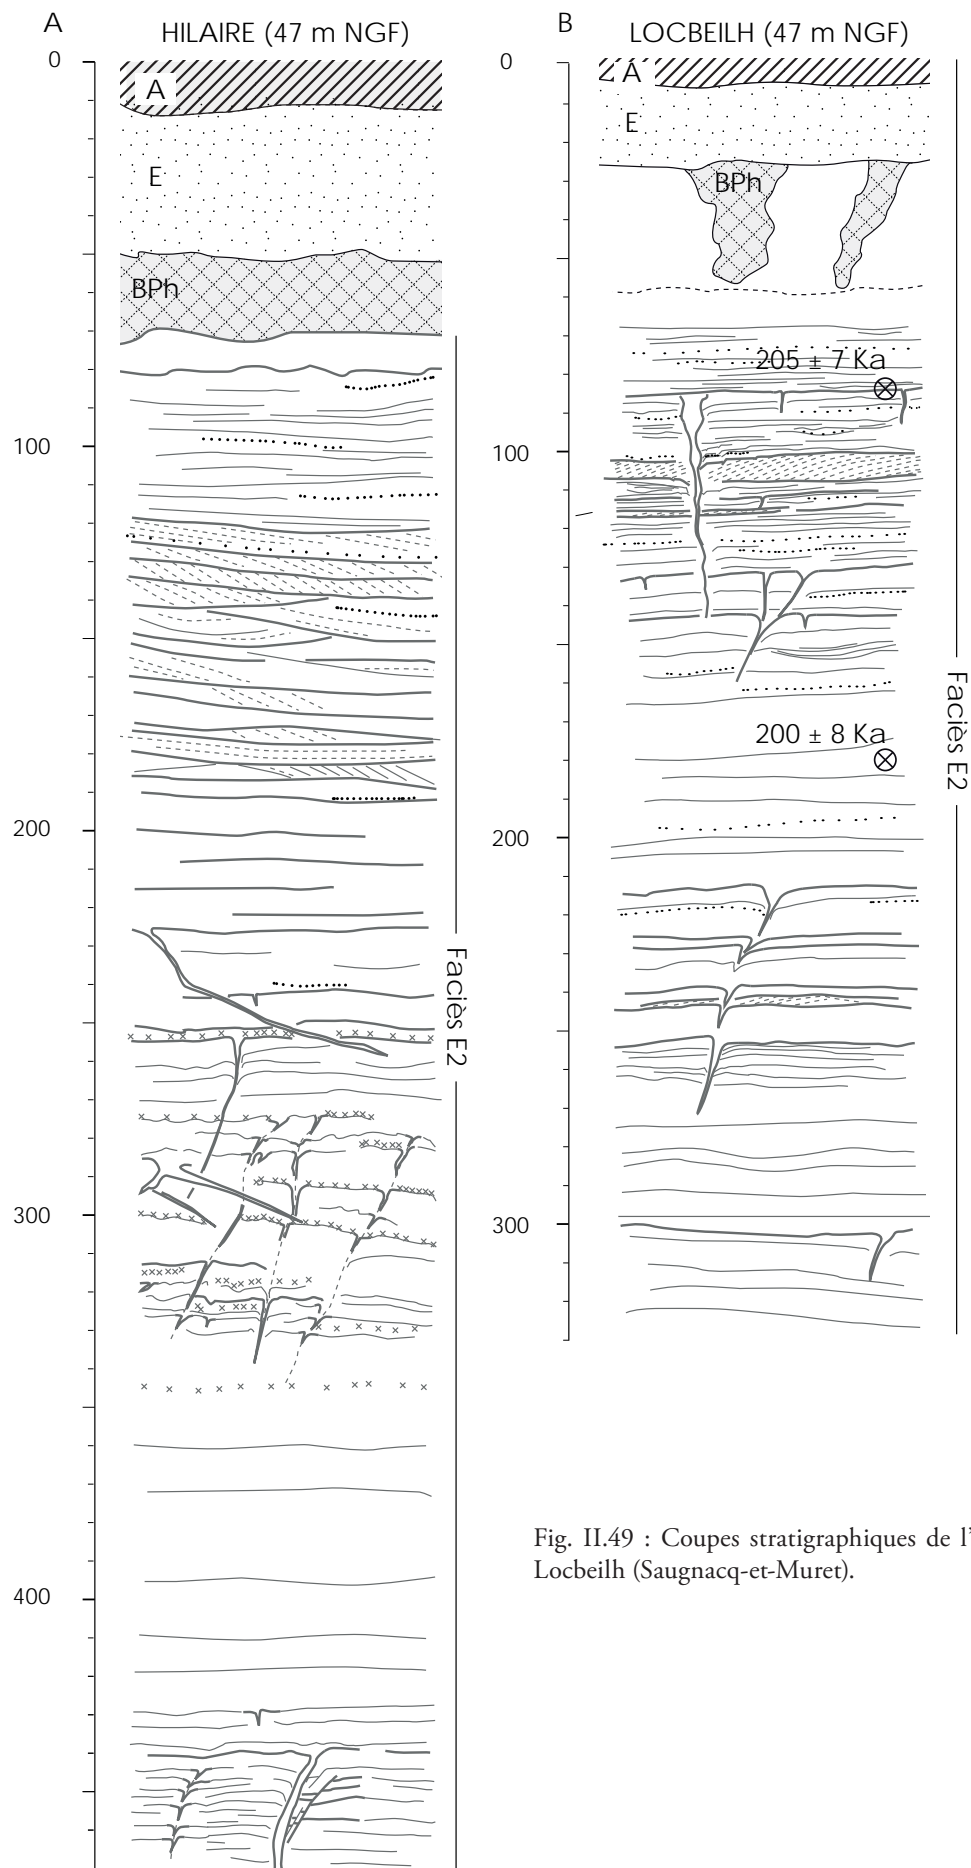 A
HILAIRE (47 m NGF)
0
A
E
BPh
100
200
300
400
Faciès E2
B
LOCBEILH (47 m NGF)
0
A
E
BPh
205 ± 7 Ka
100
200 ± 8 Ka
200
300
Faciès E2
Fig. II.49 : Coupes stratigraphiques de l'
Locbeilh (Saugnacq-et-Muret).